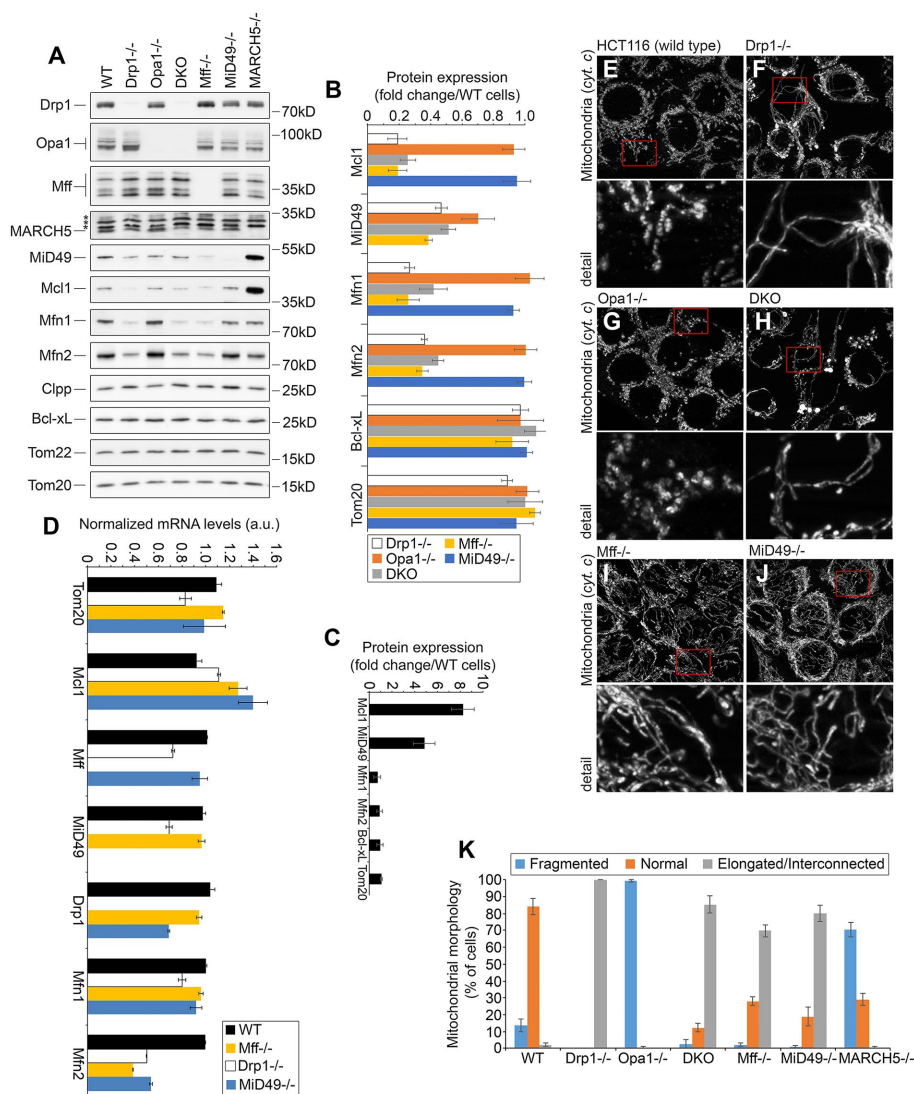 A
WT
Drp1-/-
Opa1-/-
DKO
Mff-/-
MiD49-/-
MARCH5-/-
Drp1
70kD
Opa1
100kD
Mff
35kD
***
MARCH5
35kD
MiD49
55kD
Mcl1
35kD
Mfn1
70kD
Mfn2
70kD
Clpp
25kD
Bcl-xL
25kD
Tom22
15kD
Tom20
15kD
B
Protein expression
(fold change/WT cells)
0 0.2 0.4 0.6 0.8 1.0
Mcl1
MiD49
Mfn1
Mfn2
Bcl-xL
Tom20
Drp1-/- Mff-/-
Opa1-/- MiD49-/-
DKO
C
Protein expression
(fold change/WT cells)
0 2 4 6 8 10
Mcl1
MiD49
Mfn1
Mfn2
Bcl-xL
Tom20
D
Normalized mRNA levels (a.u.)
0 0.2 0.4 0.6 0.8 1.0 1.2 1.4 1.6
Tom20
Mcl1
Mff
MiD49
Drp1
Mfn1
Mfn2
WT
Mff-/-
Drp1-/-
MiD49-/-
HCT116 (wild type) Drp1-/-
E F
Mitochondria (cyt. c)
detail
Opa1-/- DKO
G H
Mitochondria (cyt. c)
detail
Mff-/- MiD49-/-
I J
Mitochondria (cyt. c)
detail
K
Fragmented Normal Elongated/Interconnected
Mitochondrial morphology
(% of cells)
100
90
80
70
60
50
40
30
20
10
0
WT Drp1-/- Opa1-/- DKO Mff-/- MiD49-/- MARCH5-/-